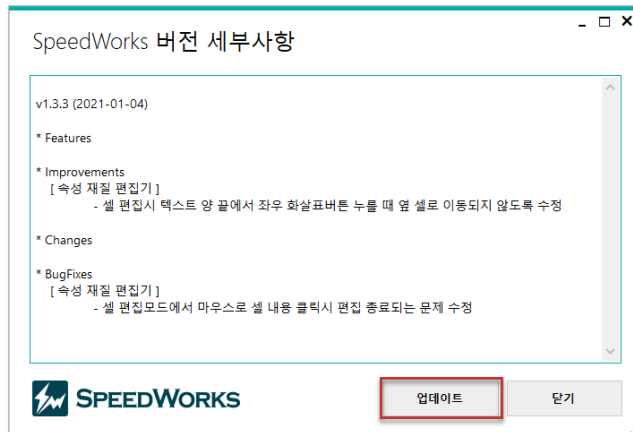 SpeedWorks 버전 세부사항
v1.3.3 (2021-01-04)
* Features
* Improvements
[ 속성 재질 편집기 ]
- 셀 편집시 텍스트 양 끝에서 좌우 화살표버튼 누를 때 옆 셀로 이동되지 않도록 수정
* Changes
* BugFixes
[ 속성 재질 편집기 ]
- 셀 편집모드에서 마우스로 셀 내용 클릭시 편집 종료되는 문제 수정
SPEEDWORKS
업데이트
닫기